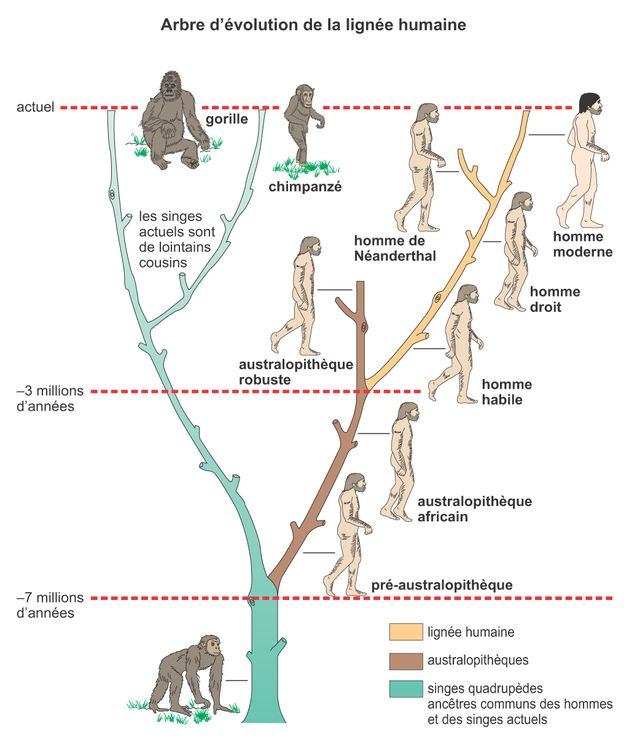 Arbre d'évolution de la lignée humaine
actuel
gorille
chimpanzé
les singes
actuels sont
de lointains
cousins
homme de
Néanderthal
homme
moderne
homme
droit
australopithèque
robuste
homme
habile
–3 millions
d'années
australopithèque
africain
pré-australopithèque
–7 millions
d'années
lignée humaine
australopithèques
singes quadrupèdes
ancêtres communs des hommes
et des singes actuels